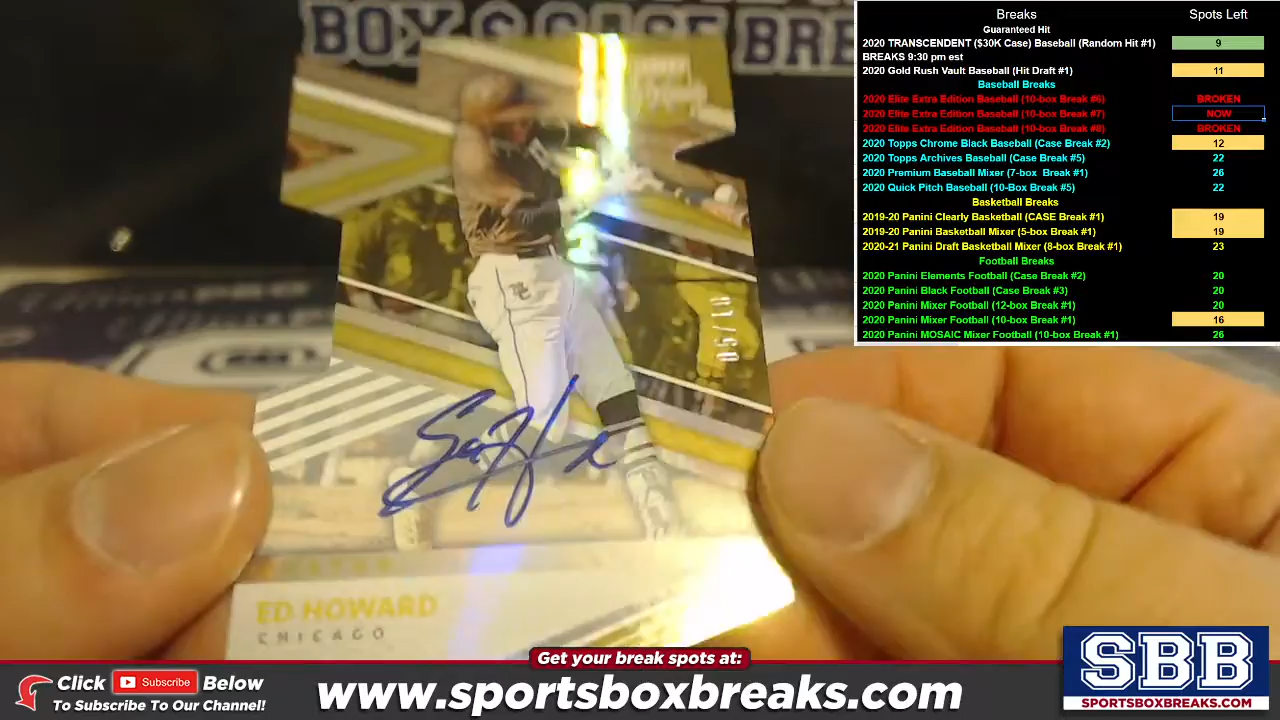 BOX & CASE BRE
Breaks Spots Left
Guaranteed Hit
2020 TRANSCENDENT ($30K Case) Baseball (Random Hit #1) 9
BREAKS 9:30 pm est
2020 Gold Rush Vault Baseball (Hit Draft #1) 11
Baseball Breaks
2020 Elite Extra Edition Baseball (10-box Break #6) BROKEN
2020 Elite Extra Edition Baseball (10-box Break #7) NOW
2020 Elite Extra Edition Baseball (10-box Break #8) BROKEN
2020 Topps Chrome Black Baseball (Case Break #2) 12
2020 Topps Archives Baseball (Case Break #5) 22
2020 Premium Baseball Mixer (7-box Break #1) 26
2020 Quick Pitch Baseball (10-Box Break #5) 22
Basketball Breaks
2019-20 Panini Clearly Basketball (CASE Break #1) 19
2019-20 Panini Basketball Mixer (5-box Break #1) 19
2020-21 Panini Draft Basketball Mixer (8-box Break #1) 23
Football Breaks
2020 Panini Elements Football (Case Break #2) 20
2020 Panini Black Football (Case Break #3) 20
2020 Panini Mixer Football (12-box Break #1) 20
2020 Panini Mixer Football (10-box Break #1) 16
2020 Panini MOSAIC Mixer Football (10-box Break #1) 26
ED HOWARD
CHICAGO
Get your break spots at:
Click Subscribe Below
To Subscribe To Our Channel!
www.sportsboxbreaks.com
SBB
SPORTSBOXBREAKS.COM